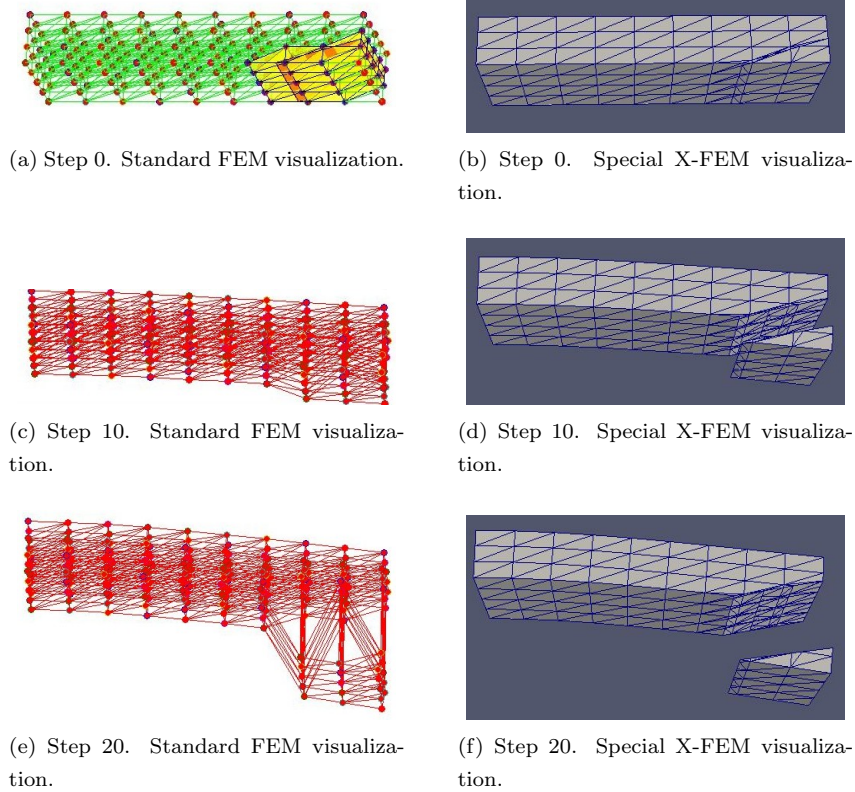 (a) Step 0. Standard FEM visualization.
(b) Step 0. Special X-FEM visualiza-
tion.
(c) Step 10. Standard FEM visualiza-
tion.
(d) Step 10. Special X-FEM visualiza-
tion.
(e) Step 20. Standard FEM visualiza-
tion.
(f) Step 20. Special X-FEM visualiza-
tion.